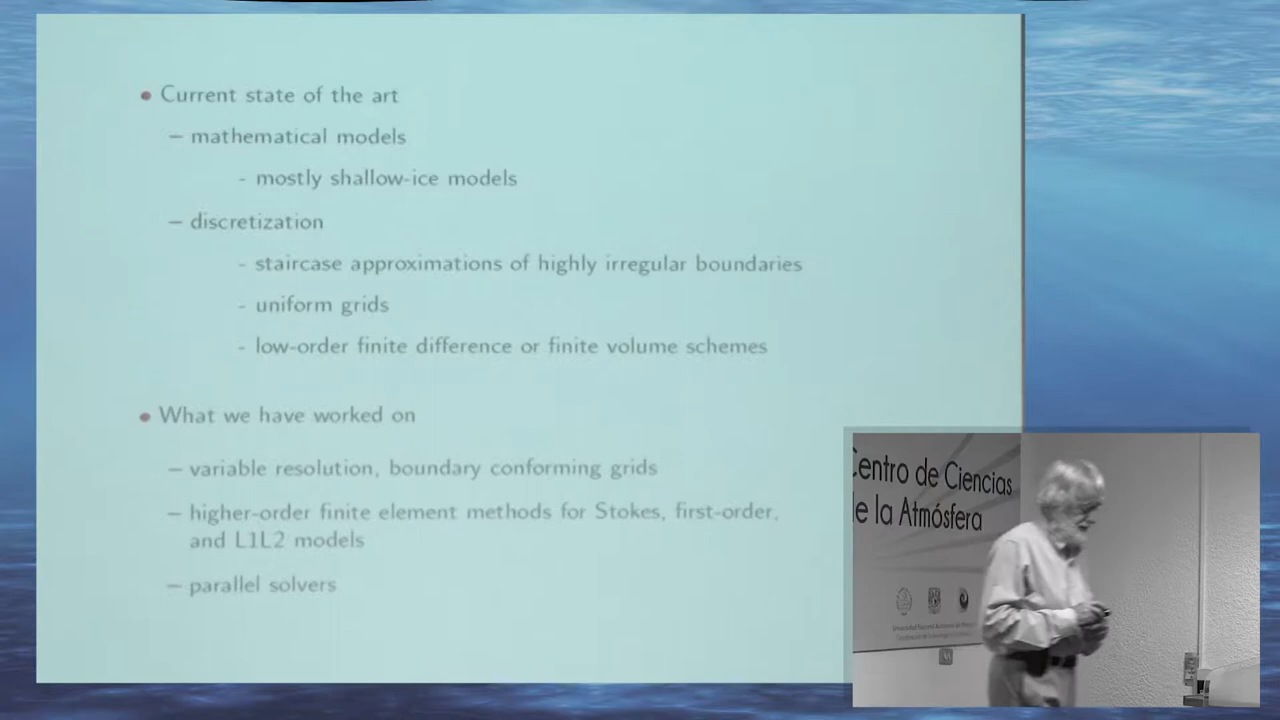 • Current state of the art
– mathematical models
- mostly shallow-ice models
– discretization
- staircase approximations of highly irregular boundaries
- uniform grids
- low-order finite difference or finite volume schemes
• What we have worked on
– variable resolution, boundary conforming grids
– higher-order finite element methods for Stokes, first-order,
and L1L2 models
– parallel solvers
Centro de Ciencias
de la Atmósfera